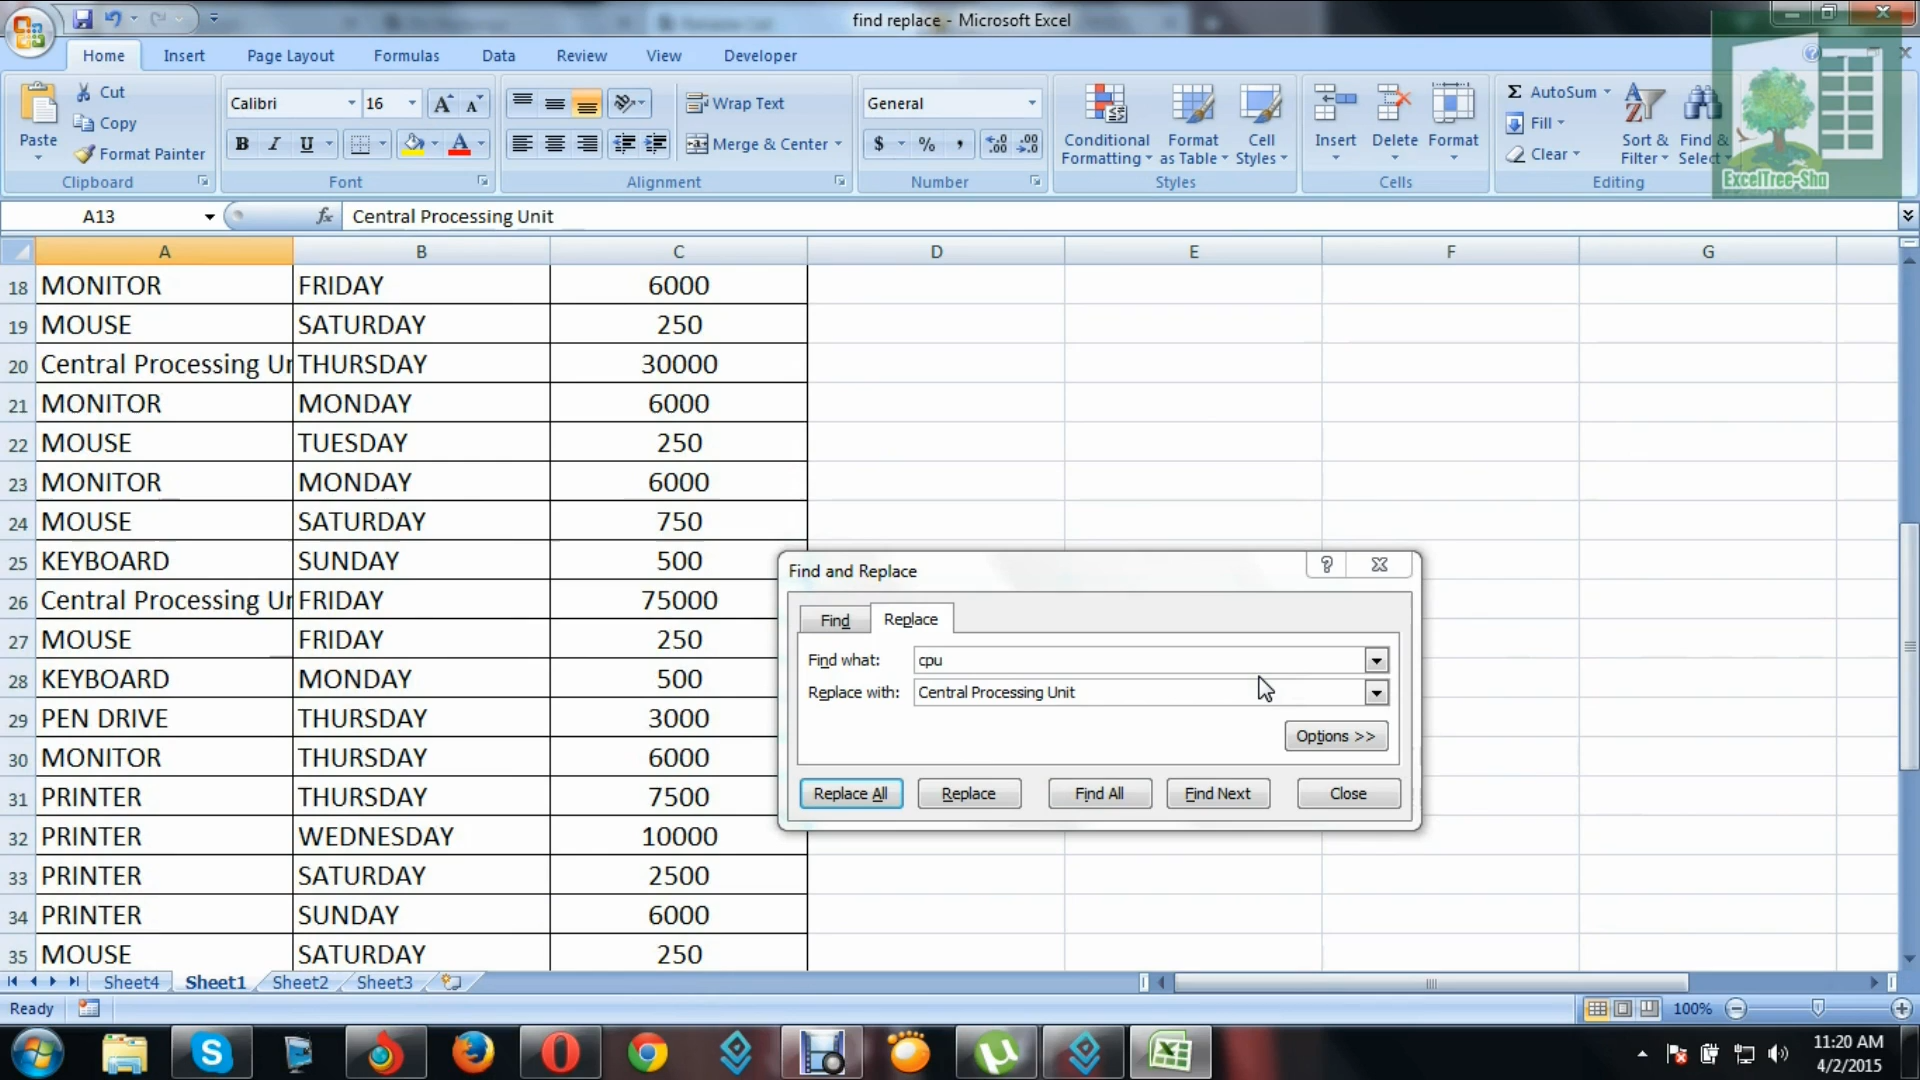 find replace - Microsoft Excel
Home Insert Page Layout Formulas Data Review View Developer
Paste
Cut
Copy
Format Painter
Clipboard
Calibri 16
B I U
Font
Wrap Text
Merge & Center
Alignment
General
$ % ,
Number
Conditional Formatting
Format as Table
Cell Styles
Styles
Insert Delete Format
Cells
AutoSum
Fill
Clear
Sort & Filter
Find & Select
Editing
ExcelTree-Sha
A13 fx Central Processing Unit
A B C D E F G
18 MONITOR FRIDAY 6000
19 MOUSE SATURDAY 250
20 Central Processing Un THURSDAY 30000
21 MONITOR MONDAY 6000
22 MOUSE TUESDAY 250
23 MONITOR MONDAY 6000
24 MOUSE SATURDAY 750
25 KEYBOARD SUNDAY 500
26 Central Processing Un FRIDAY 75000
27 MOUSE FRIDAY 250
28 KEYBOARD MONDAY 500
29 PEN DRIVE THURSDAY 3000
30 MONITOR THURSDAY 6000
31 PRINTER THURSDAY 7500
32 PRINTER WEDNESDAY 10000
33 PRINTER SATURDAY 2500
34 PRINTER SUNDAY 6000
35 MOUSE SATURDAY 250
Find and Replace
Find Replace
Find what: cpu
Replace with: Central Processing Unit
Options >>
Replace All Replace Find All Find Next Close
Sheet4 Sheet1 Sheet2 Sheet3
Ready 100%
11:20 AM
4/2/2015